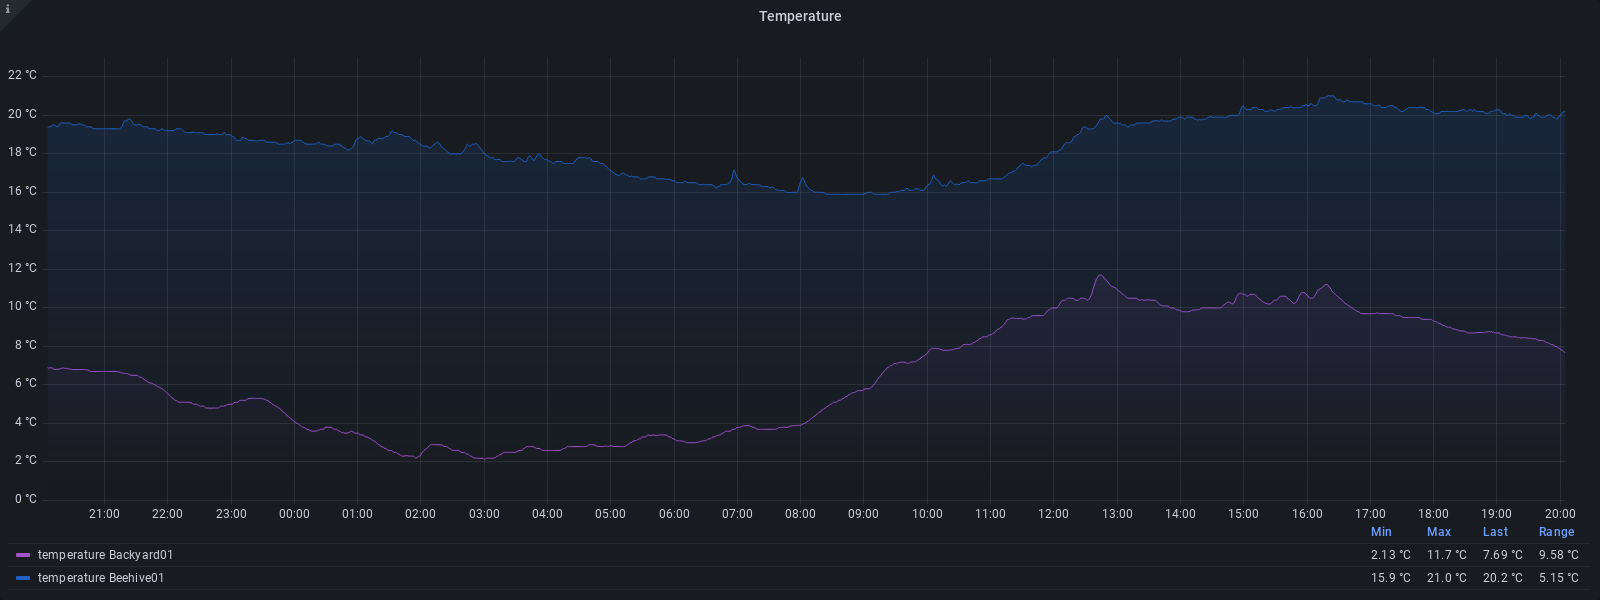 i
Temperature
22 °C
20 °C
18 °C
16 °C
14 °C
12 °C
10 °C
8 °C
6 °C
4 °C
2 °C
0 °C
21:00 22:00 23:00 00:00 01:00 02:00 03:00 04:00 05:00 06:00 07:00 08:00 09:00 10:00 11:00 12:00 13:00 14:00 15:00 16:00 17:00 18:00 19:00 20:00
Min Max Last Range
temperature Backyard01 2.13 °C 11.7 °C 7.69 °C 9.58 °C
temperature Beehive01 15.9 °C 21.0 °C 20.2 °C 5.15 °C